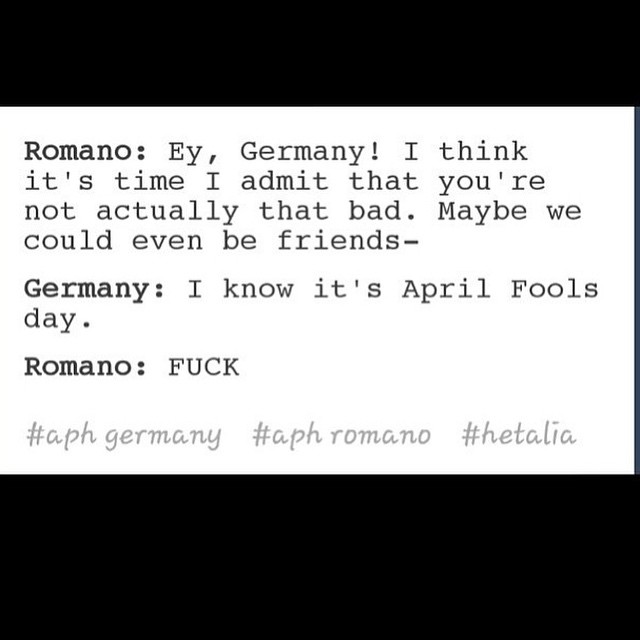 Romano: Ey, Germany! I think
it's time I admit that you're
not actually that bad. Maybe we
could even be friends-
Germany: I know it's April Fools
day.
Romano: FUCK
#aph germany #aph romano #hetalia